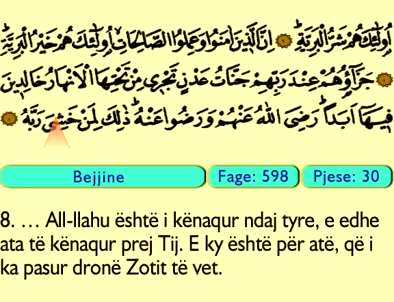 أُولَٰئِكَ هُمْ شَرُّ الْبَرِيَّةِ إِنَّ الَّذِينَ آمَنُوا وَعَمِلُوا الصَّالِحَاتِ أُولَٰئِكَ هُمْ خَيْرُ الْبَرِيَّةِ
جَزَاؤُهُمْ عِنْدَ رَبِّهِمْ جَنَّاتُ عَدْنٍ تَجْرِي مِنْ تَحْتِهَا الْأَنْهَارُ خَالِدِينَ
فِيهَا أَبَدًا رَضِيَ اللَّهُ عَنْهُمْ وَرَضُوا عَنْهُ ذَٰلِكَ لِمَنْ خَشِيَ رَبَّهُ
Bejjine Fage: 598 Pjese: 30
8. … All-llahu është i kënaqur ndaj tyre, e edhe
ata të kënaqur prej Tij. E ky është për atë, që i
ka pasur dronë Zotit të vet.